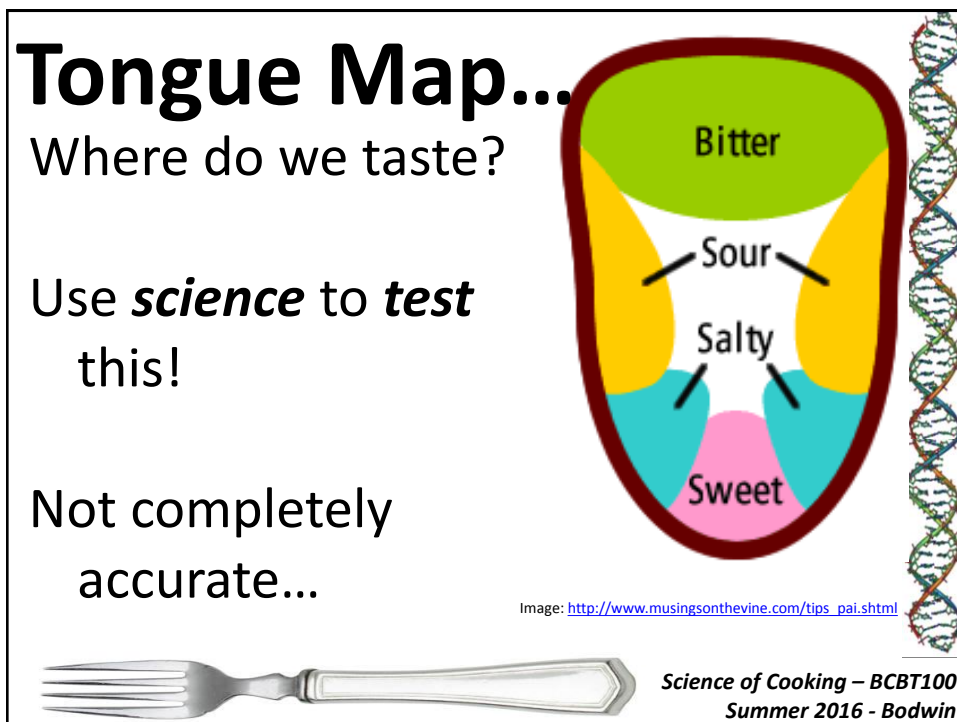 Tongue Map...
Where do we taste?
Use science to test
this!
Not completely
accurate…
Bitter
Sour
Salty
Sweet
Image: http://www.musingsonthevine.com/tips_pai.shtml
Science of Cooking – BCBT100
Summer 2016 - Bodwin